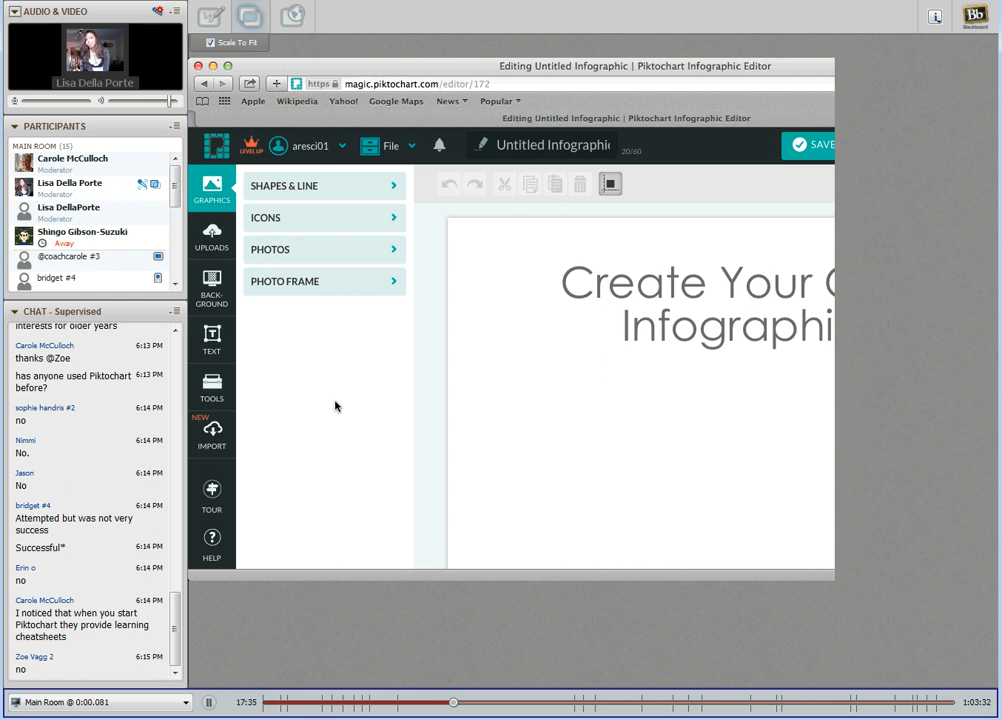 AUDIO & VIDEO
Lisa Della Porte
PARTICIPANTS
MAIN ROOM (15)
Carole McCulloch
Moderator
Lisa Della Porte
Moderator
Lisa DellaPorte
Moderator
Shingo Gibson-Suzuki
Away
@coachcarole #3
bridget #4
CHAT - Supervised
interests for older years
Carole McCulloch 6:13 PM
thanks @Zoe
has anyone used Piktochart 6:13 PM
before?
sophie handris #2 6:14 PM
no
Nimmi 6:14 PM
No.
Jason 6:14 PM
No
bridget #4 6:14 PM
Attempted but was not very
success
Successful* 6:14 PM
Erin o 6:14 PM
no
Carole McCulloch 6:14 PM
I noticed that when you start
Piktochart they provide learning
cheatsheets
Zoe Vagg 2 6:15 PM
no
Scale To Fit
Bb
Blackboard
Editing Untitled Infographic | Piktochart Infographic Editor
https magic.piktochart.com/editor/172
Apple Wikipedia Yahoo! Google Maps News Popular
Editing Untitled Infographic | Piktochart Infographic Editor
LEVEL UP aresci01 File Untitled Infographic 20/60 SAVE
GRAPHICS
UPLOADS
BACK-
GROUND
TEXT
TOOLS
NEW
IMPORT
TOUR
HELP
SHAPES & LINE
ICONS
PHOTOS
PHOTO FRAME
Create Your
Infographi
Main Room @ 0:00.081 17:35 1:03:32